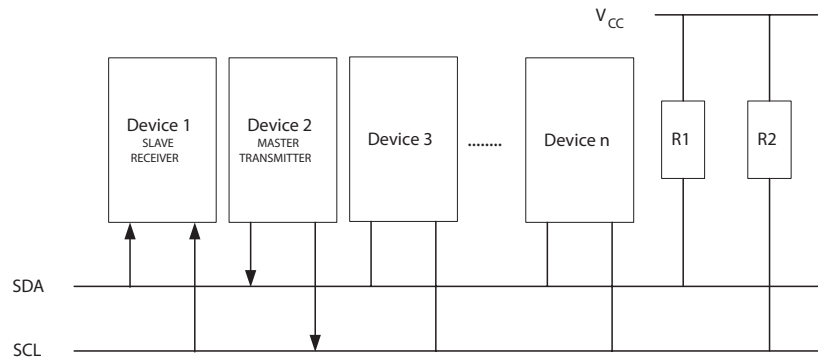 V CC
Device 1
SLAVE
RECEIVER
Device 2
MASTER
TRANSMITTER
Device 3
........
Device n
R1
R2
SDA
SCL